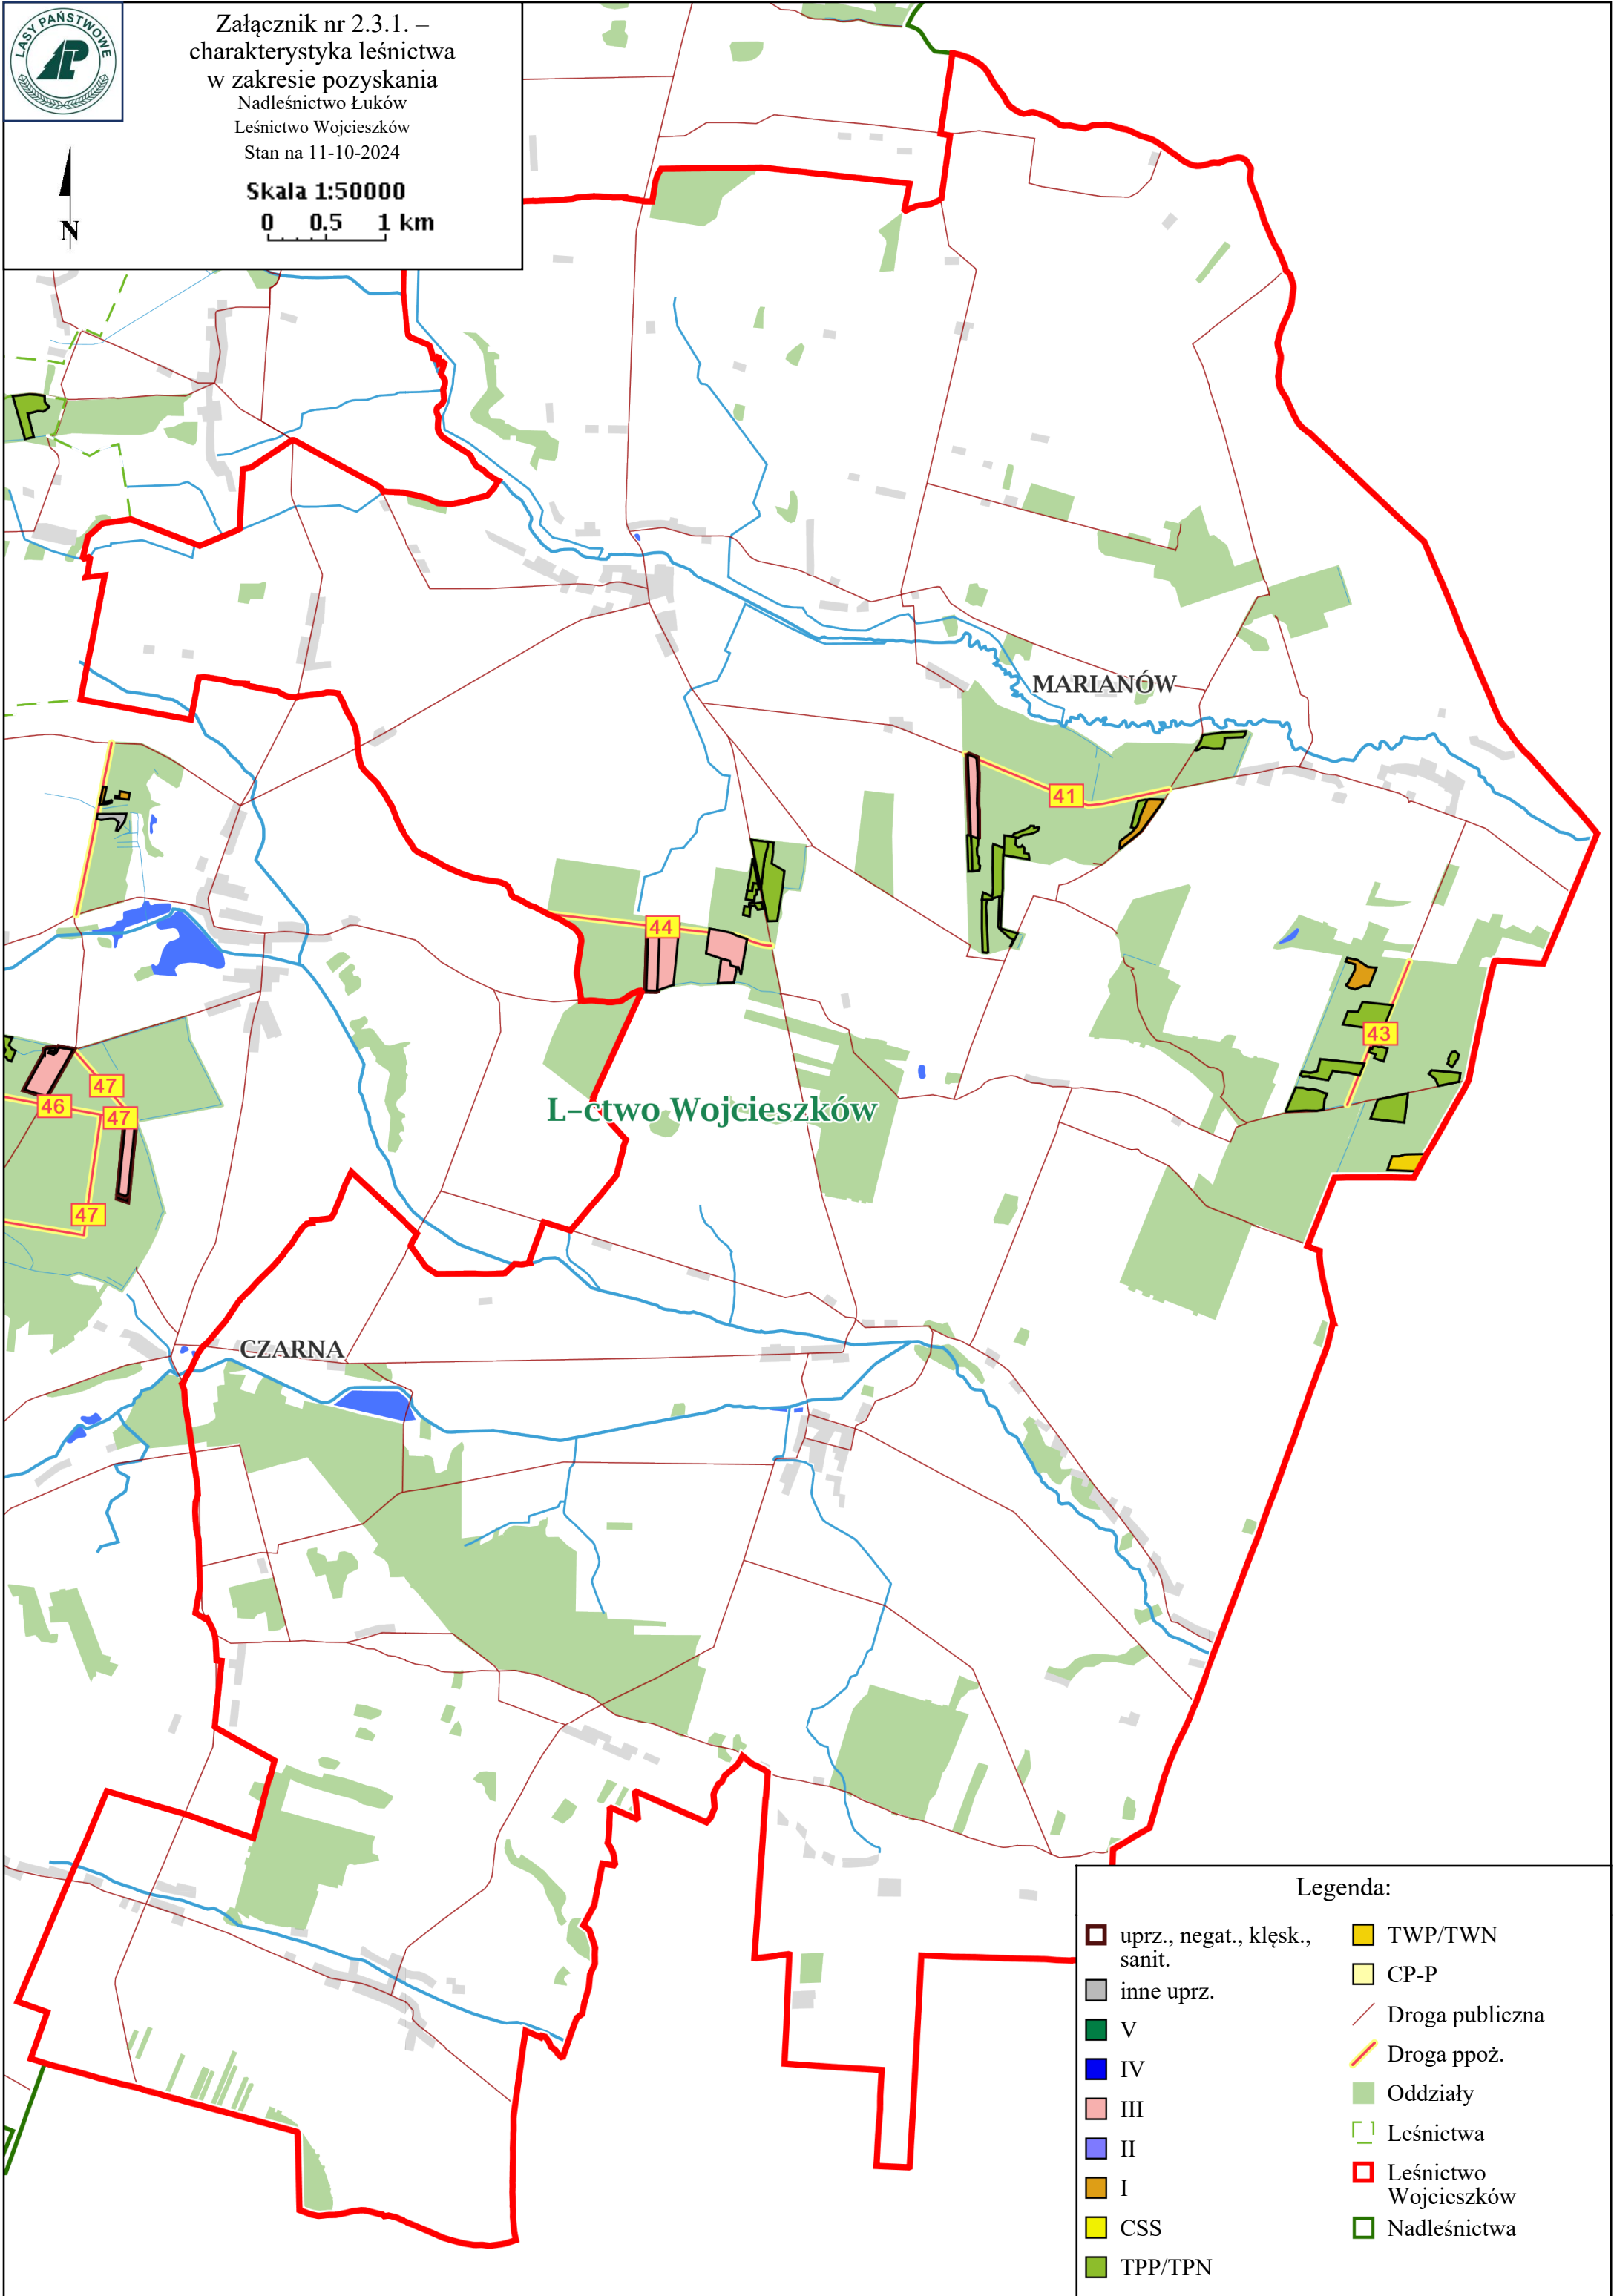 LASY PAŃSTWOWE
LP
Załącznik nr 2.3.1. –
charakterystyka leśnictwa
w zakresie pozyskania
Nadleśnictwo Łuków
Leśnictwo Wojcieszków
Stan na 11-10-2024
Skala 1:50000
0 0.5 1 km
N
MARIANÓW
41
44
43
47
46
47
L-ctwo Wojcieszków
47
CZARNA
Legenda:
uprz., negat., klęsk.,
sanit.
inne uprz.
V
IV
III
II
I
CSS
TPP/TPN
TWP/TWN
CP-P
Droga publiczna
Droga ppoż.
Oddziały
Leśnictwa
Leśnictwo
Wojcieszków
Nadleśnictwa